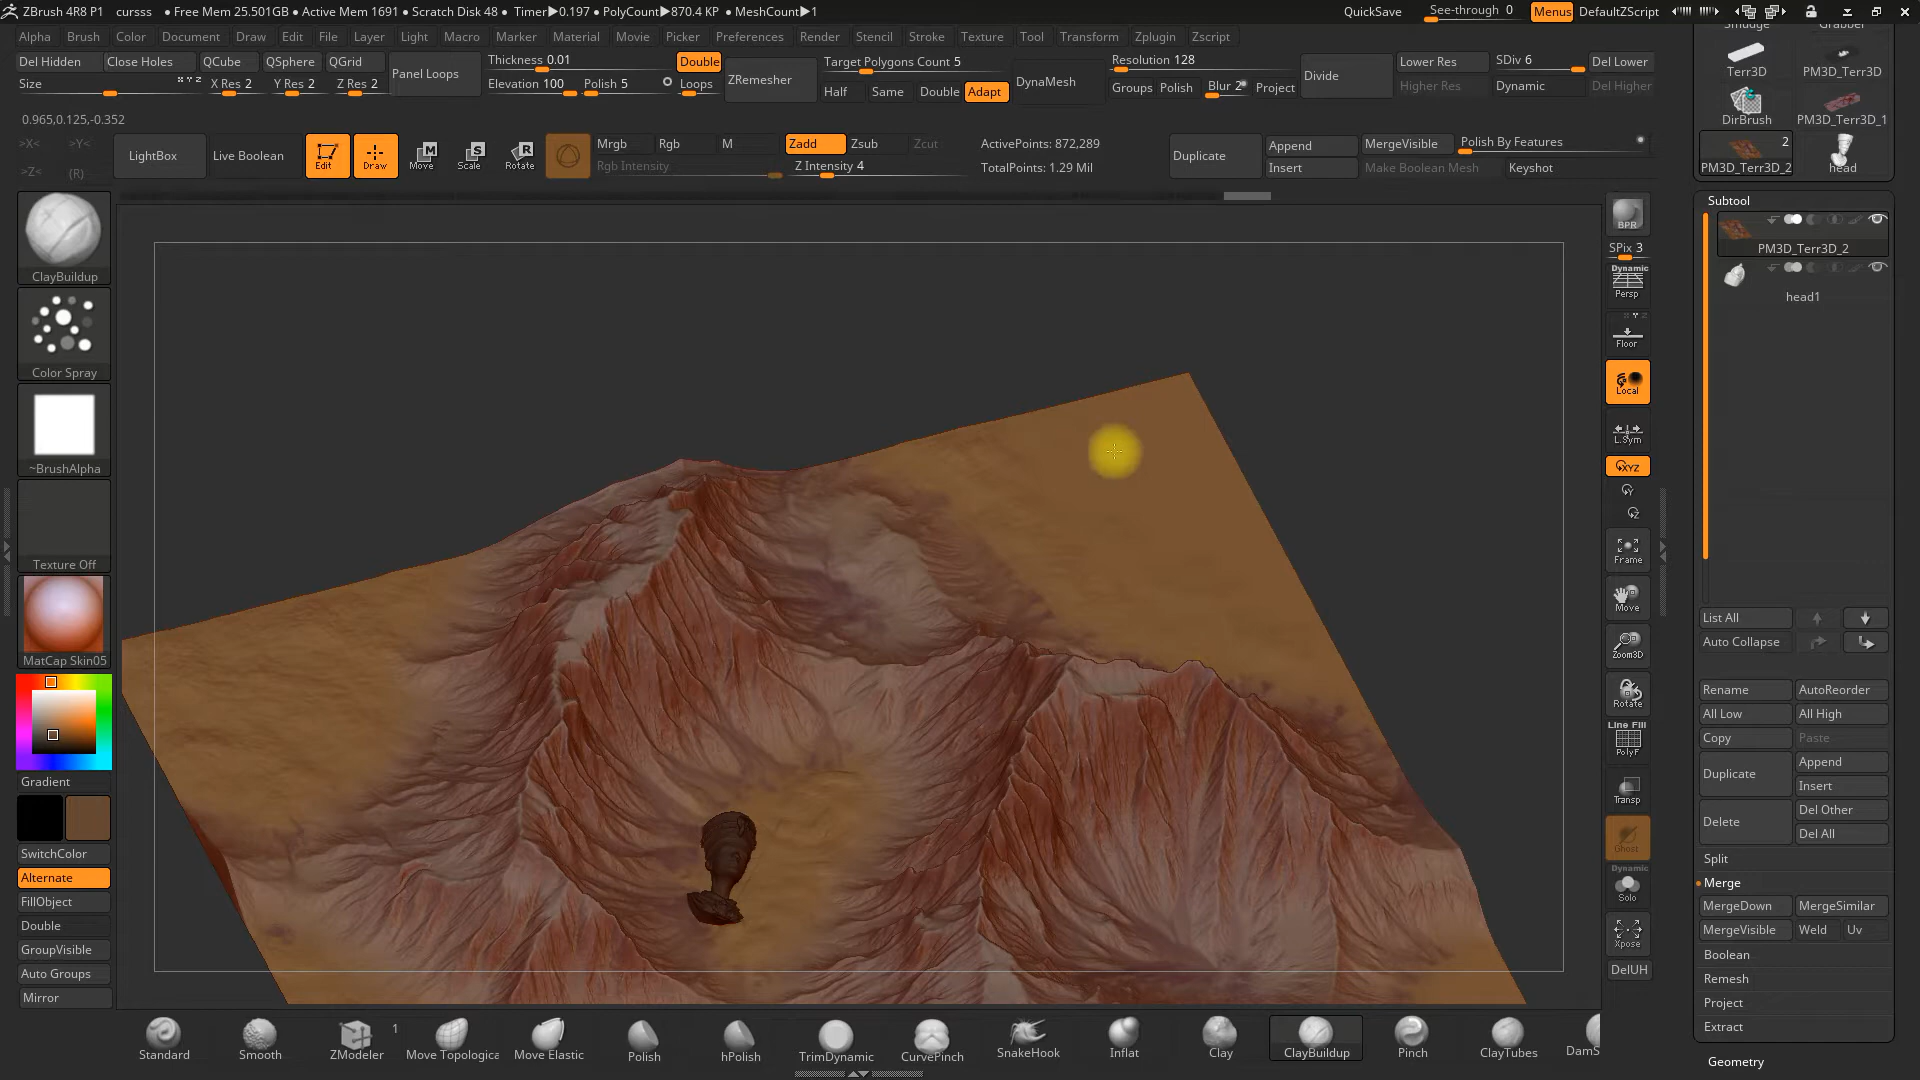 ZBrush 4R8 P1 cursss • Free Mem 25.501GB • Active Mem 1691 • Scratch Disk 48 • Timer▶0.197 • PolyCount▶870.4 KP • MeshCount▶1 QuickSave See-through 0 Menus DefaultZScript
Alpha Brush Color Document Draw Edit File Layer Light Macro Marker Material Movie Picker Preferences Render Stencil Stroke Texture Tool Transform Zplugin Zscript
Del Hidden Close Holes QCube QSphere QGrid Panel Loops Thickness 0.01 Double ZRemesher Target Polygons Count 5 DynaMesh Resolution 128 Divide Lower Res SDiv 6 Del Lower
Size X Res 2 Y Res 2 Z Res 2 Elevation 100 Polish 5 Loops Half Same Double Adapt Groups Polish Blur 2 Project Higher Res Dynamic Del Higher
0.965,0.125,-0.352
>X< >Y< LightBox Live Boolean Edit Draw Move Scale Rotate Mrgb Rgb M Zadd Zsub Zcut ActivePoints: 872,289 Duplicate Append MergeVisible Polish By Features
>Z< (R) Rgb Intensity Z Intensity 4 TotalPoints: 1.29 Mil Insert Make Boolean Mesh Keyshot
ClayBuildup
Color Spray
~BrushAlpha
Texture Off
MatCap Skin05
Gradient
SwitchColor
Alternate
FillObject
Double
GroupVisible
Auto Groups
Mirror
BPR
SPix 3
Dynamic
Persp
Floor
Local
L.Sym
XYZ
Y
Z
Frame
Move
Zoom3D
Rotate
Line Fill
PolyF
Transp
Ghost
Dynamic
Solo
Xpose
DelUH
Terr3D PM3D_Terr3D
DirBrush PM3D_Terr3D_1
2
PM3D_Terr3D_2 head
Subtool
PM3D_Terr3D_2
head1
List All
Auto Collapse
Rename AutoReorder
All Low All High
Copy Paste
Duplicate Append
Insert
Delete Del Other
Del All
Split
Merge
MergeDown MergeSimilar
MergeVisible Weld Uv
Boolean
Remesh
Project
Extract
Geometry
1
Standard Smooth ZModeler Move Topologica Move Elastic Polish hPolish TrimDynamic CurvePinch SnakeHook Inflat Clay ClayBuildup Pinch ClayTubes DamS